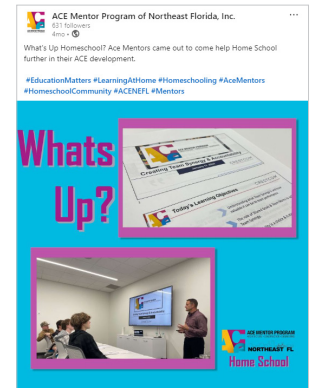 ACE Mentor Program of Northeast Florida, Inc.
631 followers
4mo •
What's Up Homeschool? Ace Mentors came out to come help Home School
further in their ACE development.
#EducationMatters #LearningAtHome #Homeschooling #AceMentors
#HomeschoolCommunity #ACENEFL #Mentors
Whats
Up?
Creating Team Synergy & Accountability
Today's Learning Objectives
ACE MENTOR PROGRAM
NORTHEAST FL
Home School